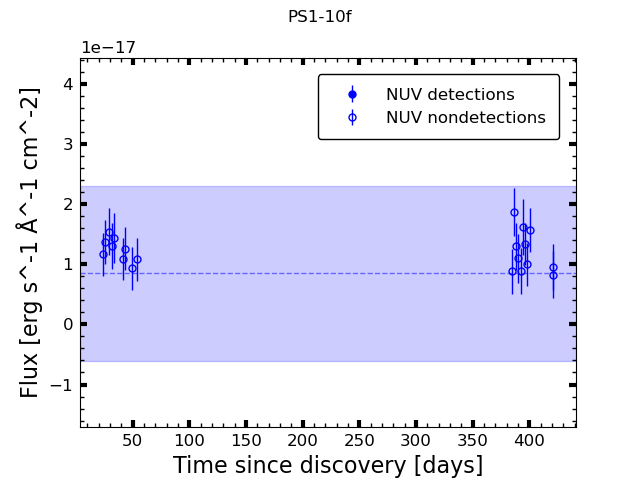 PS1-10f
1e−17
NUV detections
NUV nondetections
4
3
2
1
0
−1
Flux [erg s^-1 Å^-1 cm^-2]
50 100 150 200 250 300 350 400
Time since discovery [days]